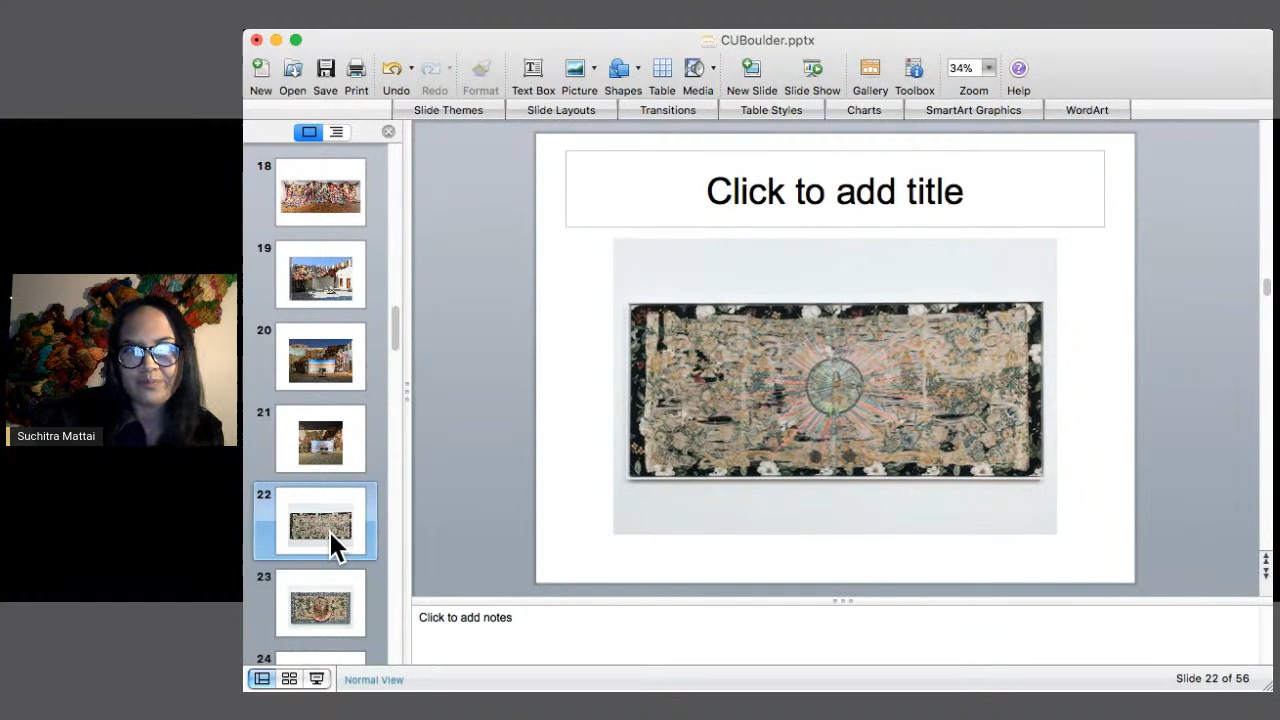 CUBoulder.pptx
New Open Save Print Undo Redo Format Text Box Picture Shapes Table Media New Slide Slide Show Gallery Toolbox Zoom Help
34%
Slide Themes Slide Layouts Transitions Table Styles Charts SmartArt Graphics WordArt
18
19
20
21
22
23
24
Click to add title
Suchitra Mattai
Click to add notes
Normal View
Slide 22 of 56